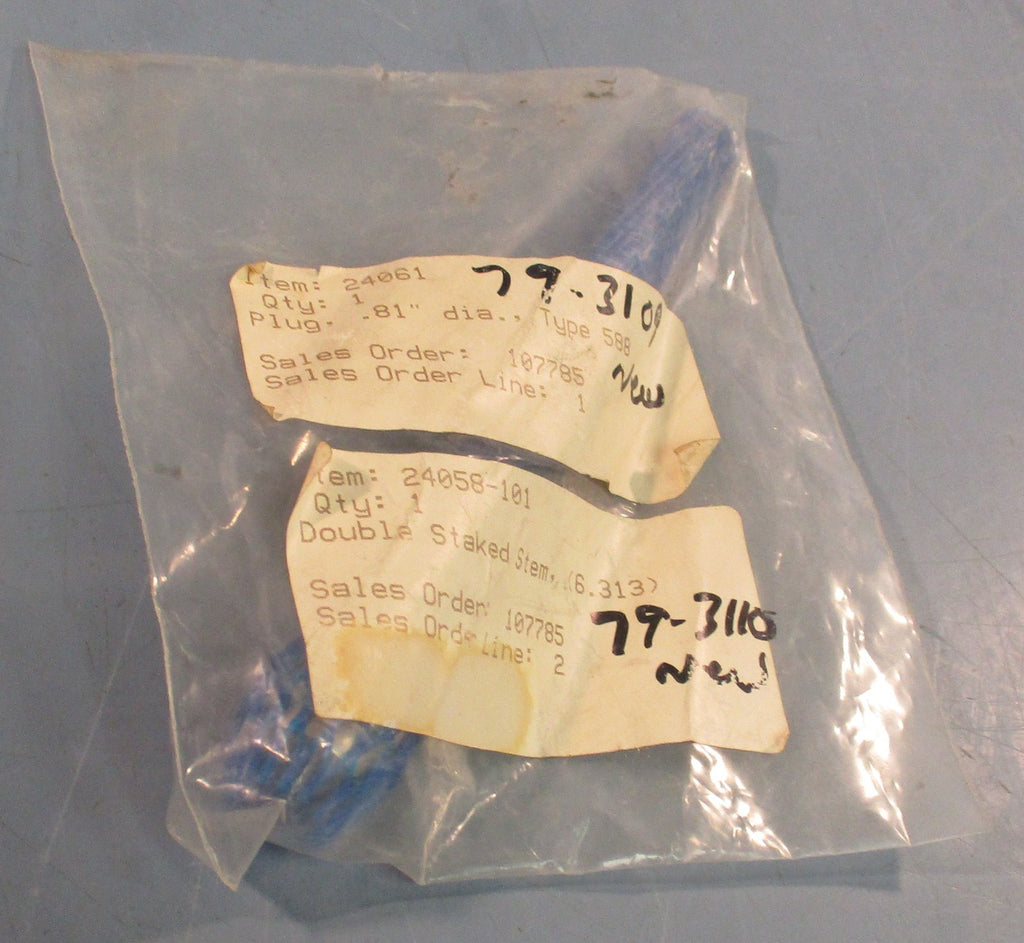 Item: 24061
Qty: 1
Plug. .81" dia., Type 588
Sales Order: 107785
Sales Order Line: 1
79-3109
New
Item: 24058-101
Qty: 1
Double Staked Stem, (6.313)
Sales Order: 107785
Sales Order Line: 2
79-3110
New